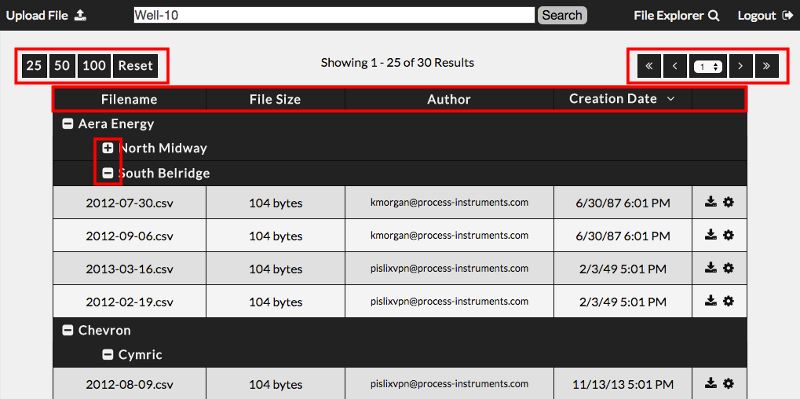 Upload File Well-10 Search File Explorer Logout
25 50 100 Reset Showing 1 - 25 of 30 Results « ‹ 1 › »
Filename File Size Author Creation Date
Aera Energy
North Midway
South Belridge
2012-07-30.csv 104 bytes kmorgan@process-instruments.com 6/30/87 6:01 PM
2012-09-06.csv 104 bytes kmorgan@process-instruments.com 6/30/87 6:01 PM
2013-03-16.csv 104 bytes pislixvpn@process-instruments.com 2/3/49 5:01 PM
2012-02-19.csv 104 bytes pislixvpn@process-instruments.com 2/3/49 5:01 PM
Chevron
Cymric
2012-08-09.csv 104 bytes pislixvpn@process-instruments.com 11/13/13 5:01 PM